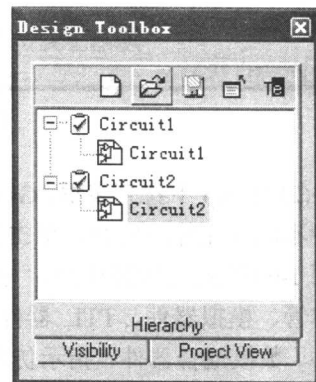 Design Toolbox
Circuit1
Circuit1
Circuit2
Circuit2
Hierarchy
Visibility
Project View